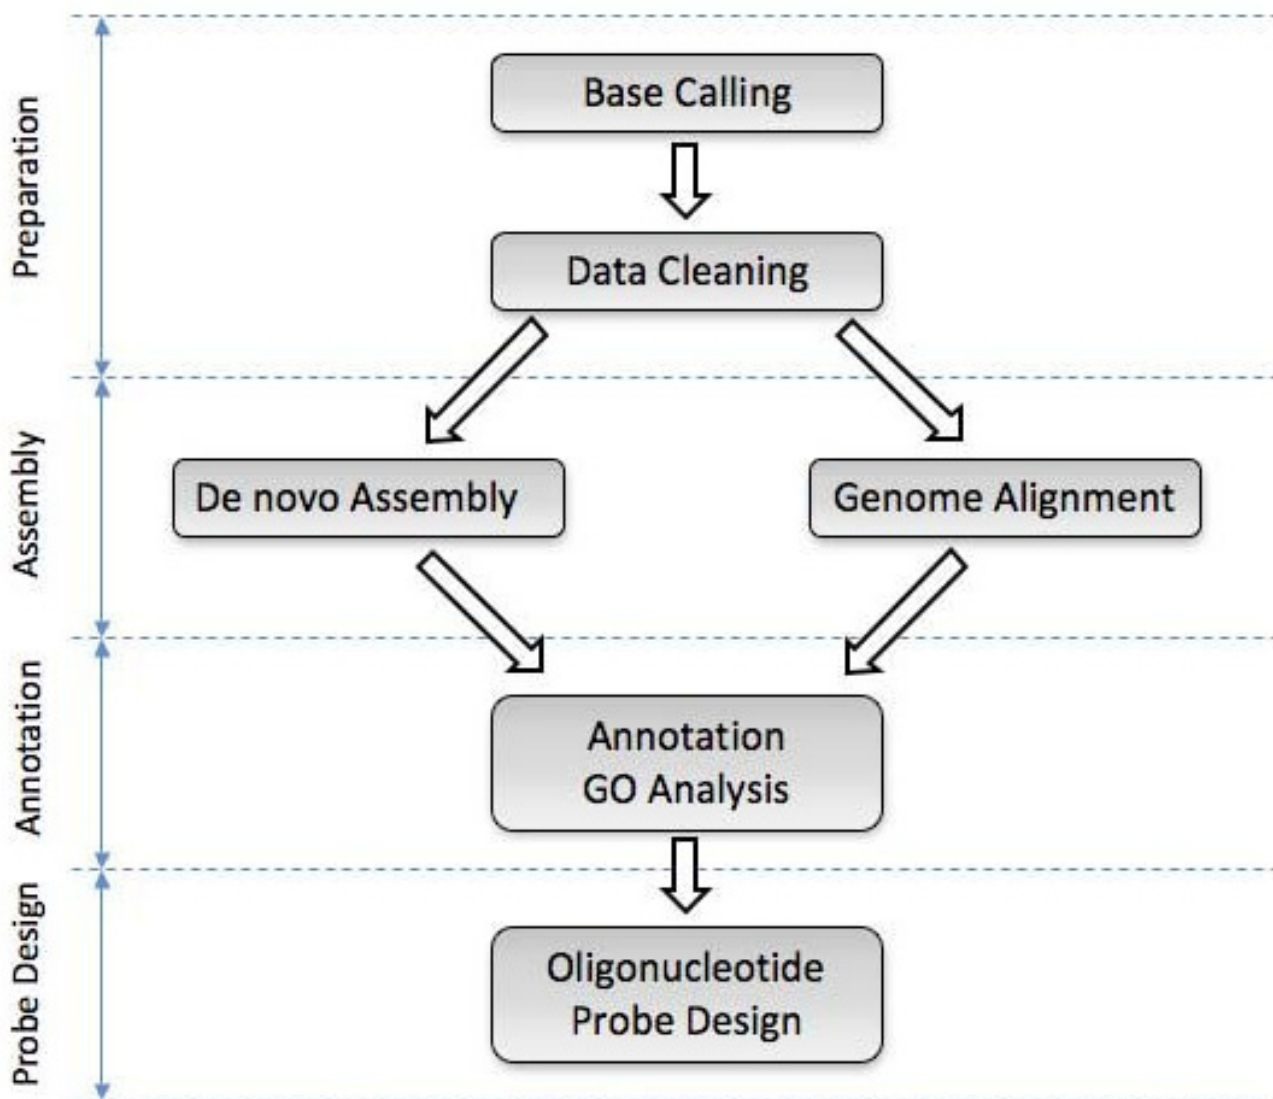 Preparation
Base Calling
Data Cleaning
Assembly
De novo Assembly
Genome Alignment
Annotation
Annotation
GO Analysis
Probe Design
Oligonucleotide
Probe Design